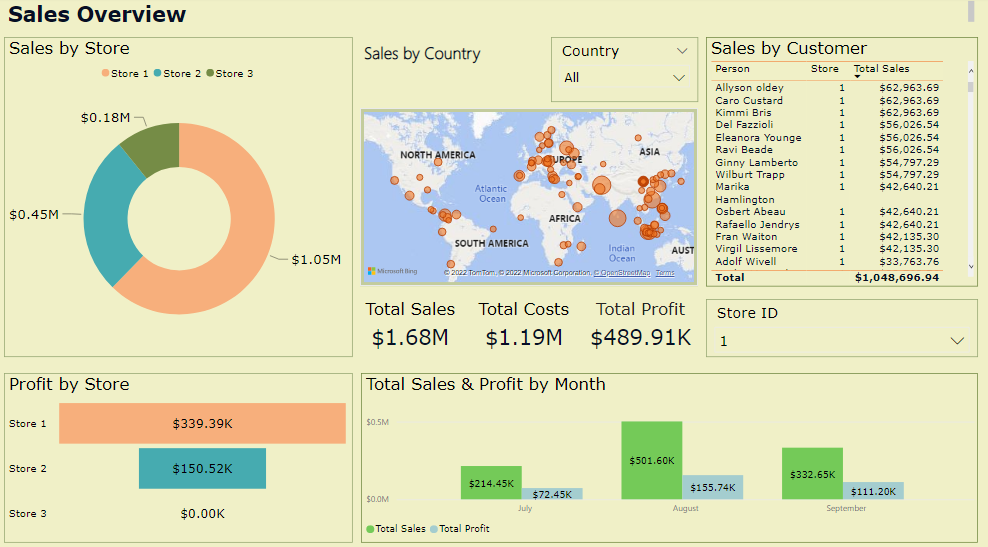 Sales Overview
Sales by Store
Store 1 Store 2 Store 3
$0.18M
$0.45M
$1.05M
Sales by Country
Country
All
NORTH AMERICA
EUROPE
ASIA
Atlantic
Ocean
AFRICA
SOUTH AMERICA
Indian
Ocean
AUST
Microsoft Bing
© 2022 TomTom, © 2022 Microsoft Corporation, © OpenStreetMap Terms
Sales by Customer
Person Store Total Sales
Allyson oldey 1 $62,963.69
Caro Custard 1 $62,963.69
Kimmi Bris 1 $62,963.69
Del Fazzioli 1 $56,026.54
Eleanora Younge 1 $56,026.54
Ravi Beade 1 $56,026.54
Ginny Lamberto 1 $54,797.29
Wilburt Trapp 1 $54,797.29
Marika 1 $42,640.21
Hamlington
Osbert Abeau 1 $42,640.21
Rafaello Jendrys 1 $42,640.21
Fran Waiton 1 $42,135.30
Virgil Lissemore 1 $42,135.30
Adolf Wivell 1 $33,763.76
Total $1,048,696.94
Total Sales Total Costs Total Profit
$1.68M $1.19M $489.91K
Store ID
1
Profit by Store
Store 1 $339.39K
Store 2 $150.52K
Store 3 $0.00K
Total Sales & Profit by Month
$0.5M
$0.0M
$214.45K $72.45K
$501.60K $155.74K
$332.65K $111.20K
July August September
Total Sales Total Profit